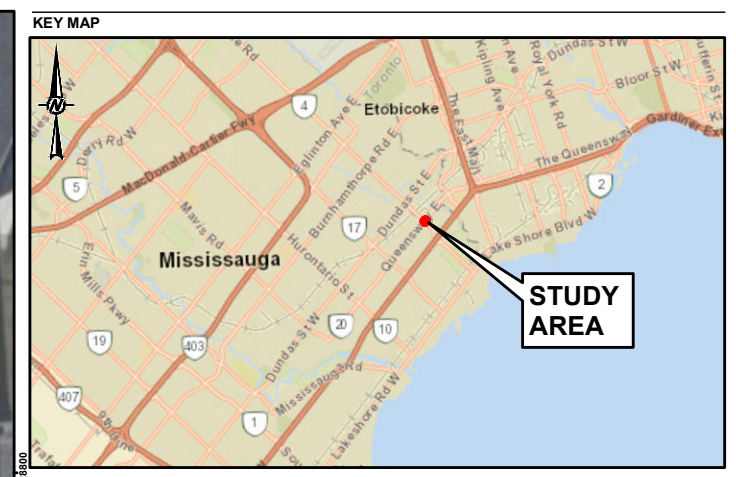 KEY MAP
N
Dundas St W
Kipling Ave
Royal York Rd
Bloor St W
Toronto
Etobicoke
4
Eglinton Ave E
The East Mall
Gardiner Ex
Derry Rd W
MacDonald-Cartier Fwy
Burnhamthorpe Rd E
The Queensway
2
5
Mavis Rd
17
Dundas St E
Queensway E
Lake Shore Blvd W
Mississauga
Hurontario St
Erin Mills Pkwy
STUDY
AREA
19
403
20
10
Dundas St W
Mississauga Rd
407
9th Line
1
Lakeshore Rd W